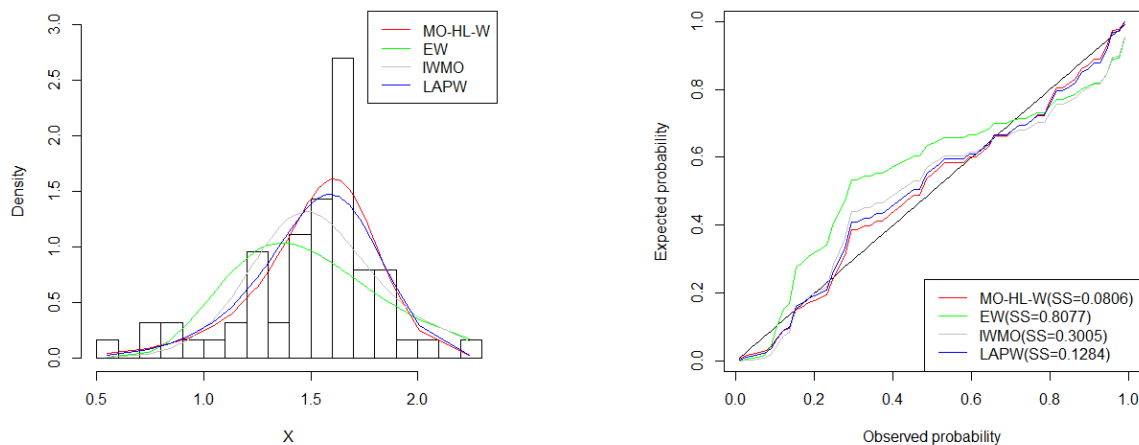 3.0
2.5
2.0
1.5
1.0
0.5
0.0
Density
MO-HL-W
EW
IWMO
LAPW
0.5
1.0
1.5
2.0
X
1.0
0.8
0.6
0.4
0.2
0.0
Expected probability
MO-HL-W(SS=0.0806)
EW(SS=0.8077)
IWMO(SS=0.3005)
LAPW(SS=0.1284)
0.0
0.2
0.4
0.6
0.8
1.0
Observed probability